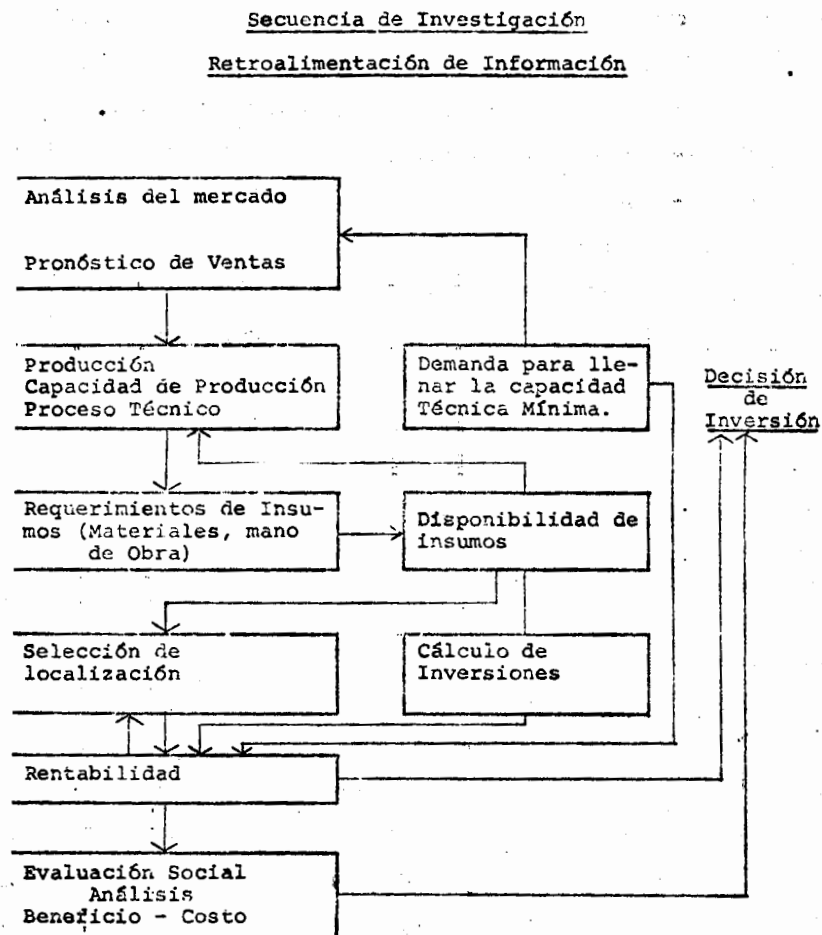 Secuencia de Investigación
Retroalimentación de Información
Análisis del mercado
Pronóstico de Ventas
Producción
Capacidad de Producción
Proceso Técnico
Demanda para lle-
nar la capacidad
Técnica Mínima.
Decisión
de
Inversión
Requerimientos de Insu-
mos (Materiales, mano
de Obra)
Disponibilidad de
insumos
Selección de
localización
Cálculo de
Inversiones
Rentabilidad
Evaluación Social
Análisis
Beneficio - Costo